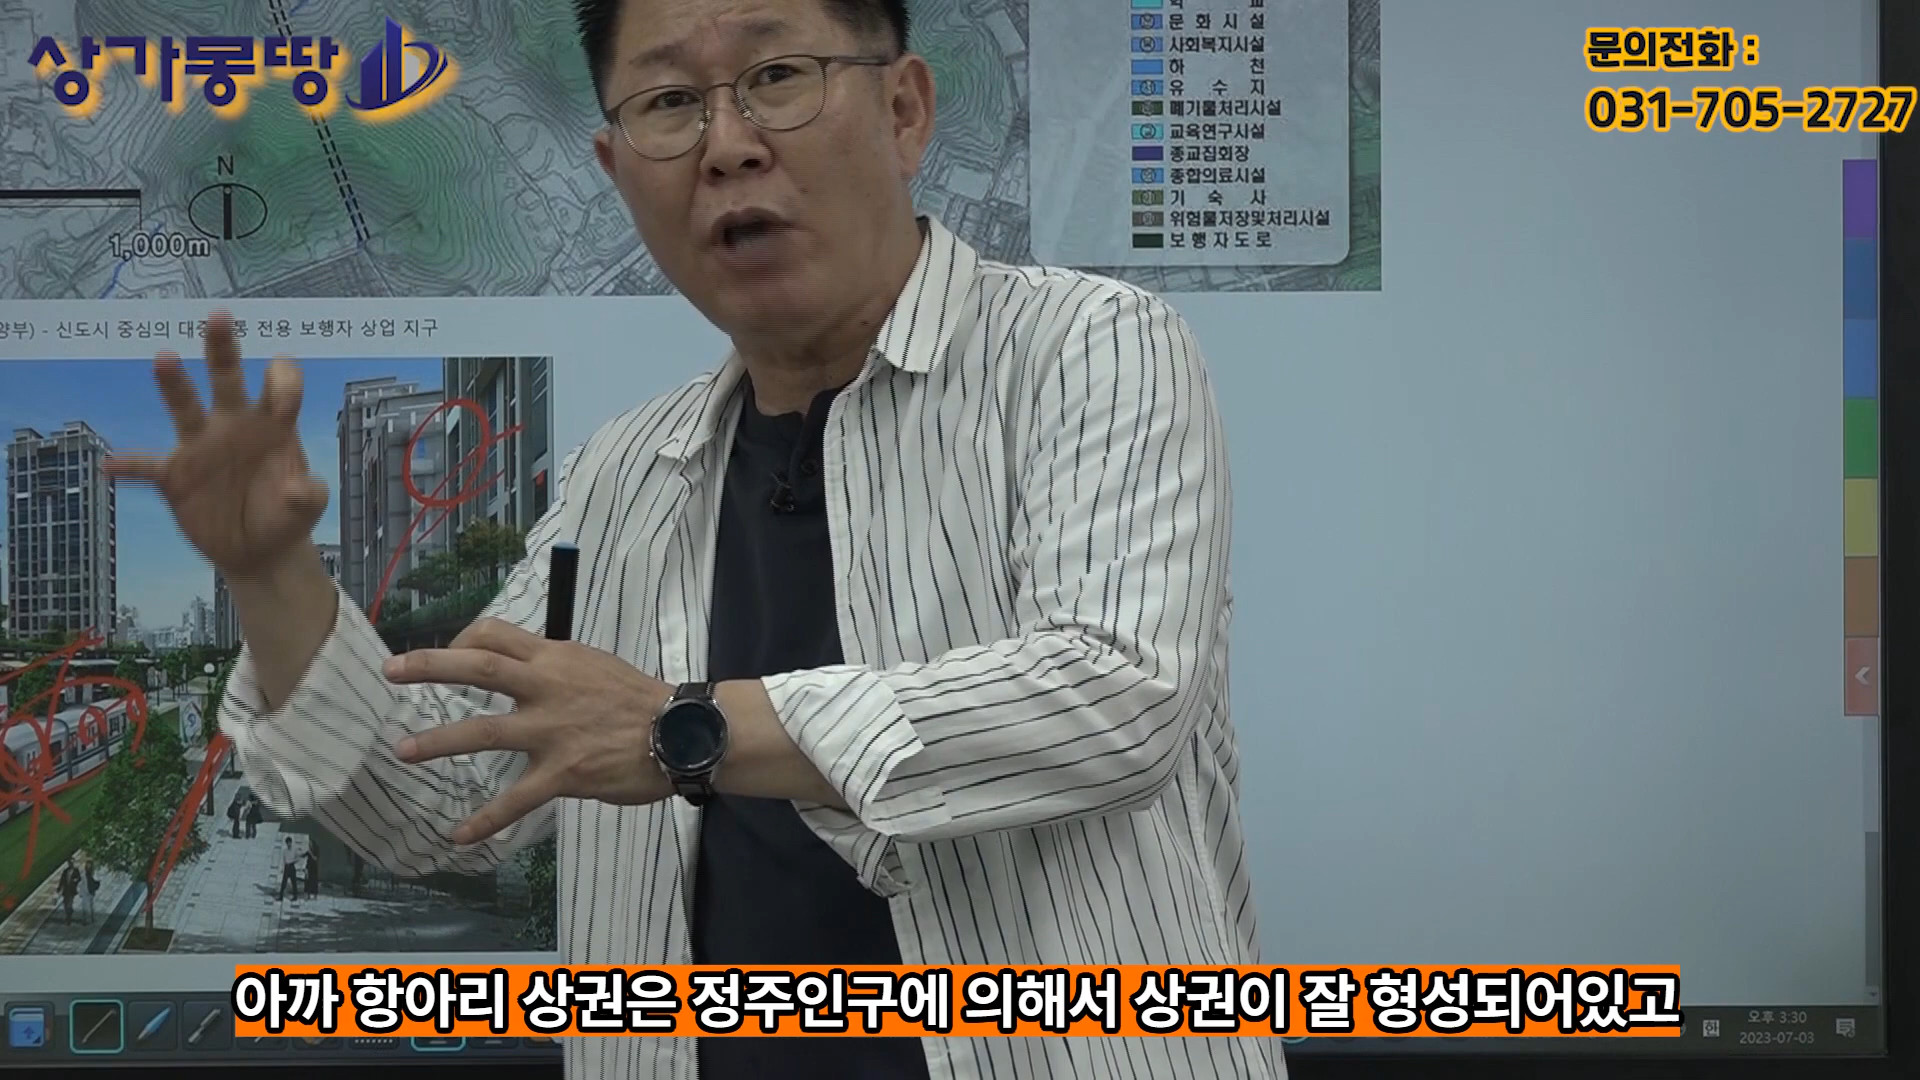 상가몽땅
문의전화 :
031-705-2727
문 화 시 설
사회복지시설
하 천
유 수 지
폐기물처리시설
교육연구시설
종교집회장
종합의료시설
기 숙 사
위험물저장및처리시설
보 행 자 도 로
N
1,000m
양부) - 신도시 중심의 대중 통 전용 보행자 상업 지구
아까 항아리 상권은 정주인구에 의해서 상권이 잘 형성되어있고
한
오후 3:30
2023-07-03